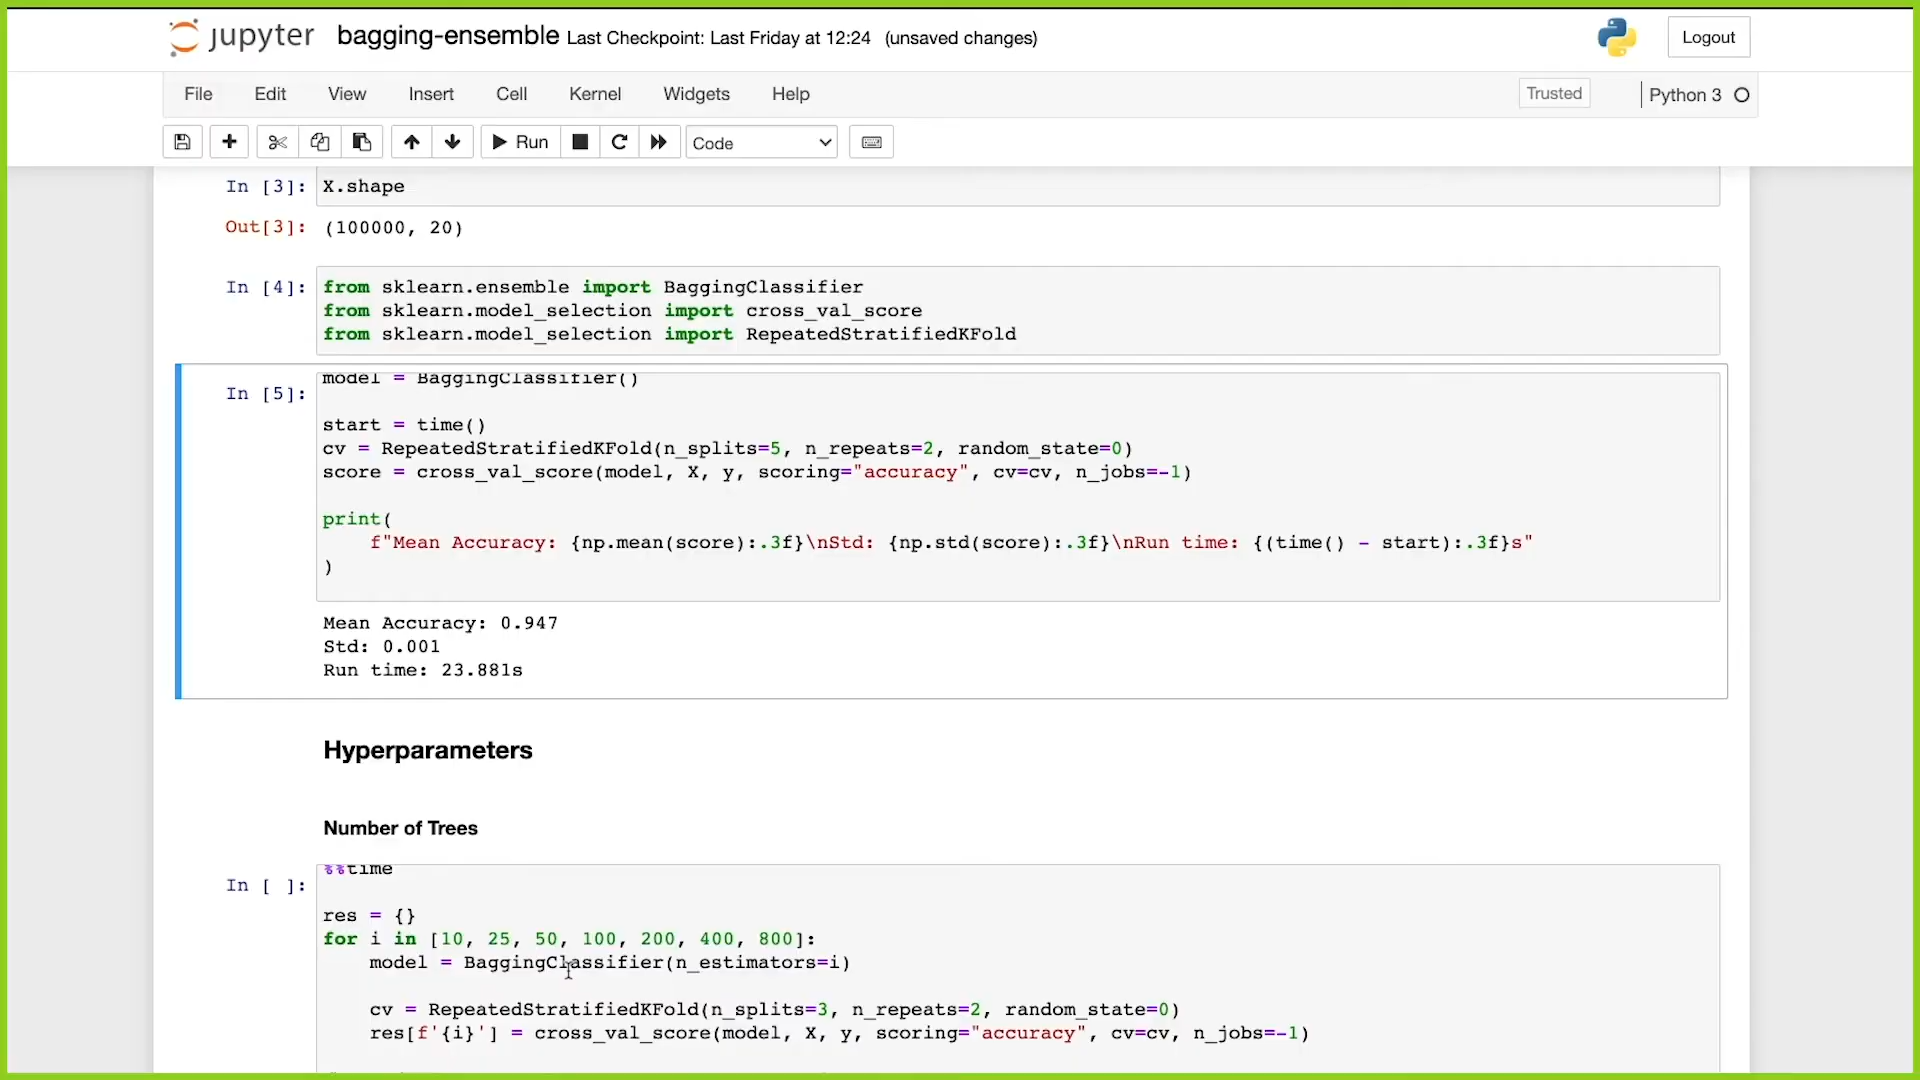 jupyter bagging-ensemble Last Checkpoint: Last Friday at 12:24 (unsaved changes) Logout
File Edit View Insert Cell Kernel Widgets Help Trusted Python 3
Run Code
In [3]: X.shape
Out[3]: (100000, 20)
In [4]: from sklearn.ensemble import BaggingClassifier
from sklearn.model_selection import cross_val_score
from sklearn.model_selection import RepeatedStratifiedKFold
model = BaggingClassifier()
In [5]:
start = time()
cv = RepeatedStratifiedKFold(n_splits=5, n_repeats=2, random_state=0)
score = cross_val_score(model, X, y, scoring="accuracy", cv=cv, n_jobs=-1)
print(
f"Mean Accuracy: {np.mean(score):.3f}\nStd: {np.std(score):.3f}\nRun time: {(time() - start):.3f}s"
)
Mean Accuracy: 0.947
Std: 0.001
Run time: 23.881s
Hyperparameters
Number of Trees
%%time
In [ ]:
res = {}
for i in [10, 25, 50, 100, 200, 400, 800]:
model = BaggingClassifier(n_estimators=i)
cv = RepeatedStratifiedKFold(n_splits=3, n_repeats=2, random_state=0)
res[f'{i}'] = cross_val_score(model, X, y, scoring="accuracy", cv=cv, n_jobs=-1)